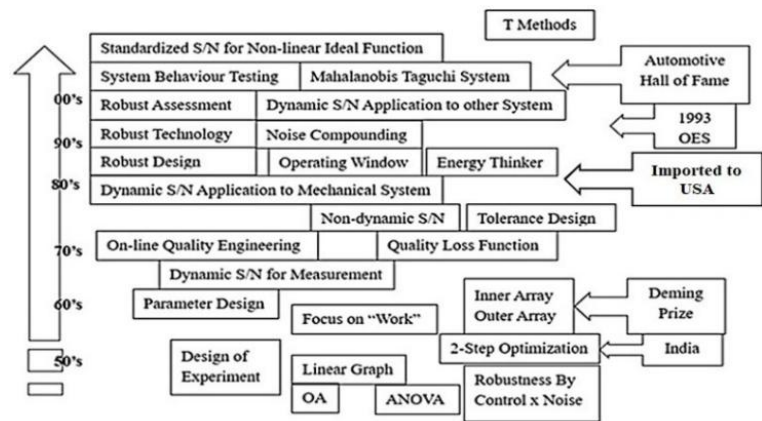 T Methods
Standardized S/N for Non-linear Ideal Function
Automotive
Hall of Fame
System Behaviour Testing
Mahalanobis Taguchi System
00's
Robust Assessment
Dynamic S/N Application to other System
1993
OES
Robust Technology
Noise Compounding
90's
Robust Design
Operating Window
Energy Thinker
Imported to
USA
80's
Dynamic S/N Application to Mechanical System
Non-dynamic S/N
Tolerance Design
On-line Quality Engineering
Quality Loss Function
70's
Dynamic S/N for Measurement
Parameter Design
Inner Array
Outer Array
Deming
Prize
60's
Focus on “Work”
2-Step Optimization
India
Design of
Experiment
50's
Linear Graph
Robustness By
Control x Noise
OA
ANOVA